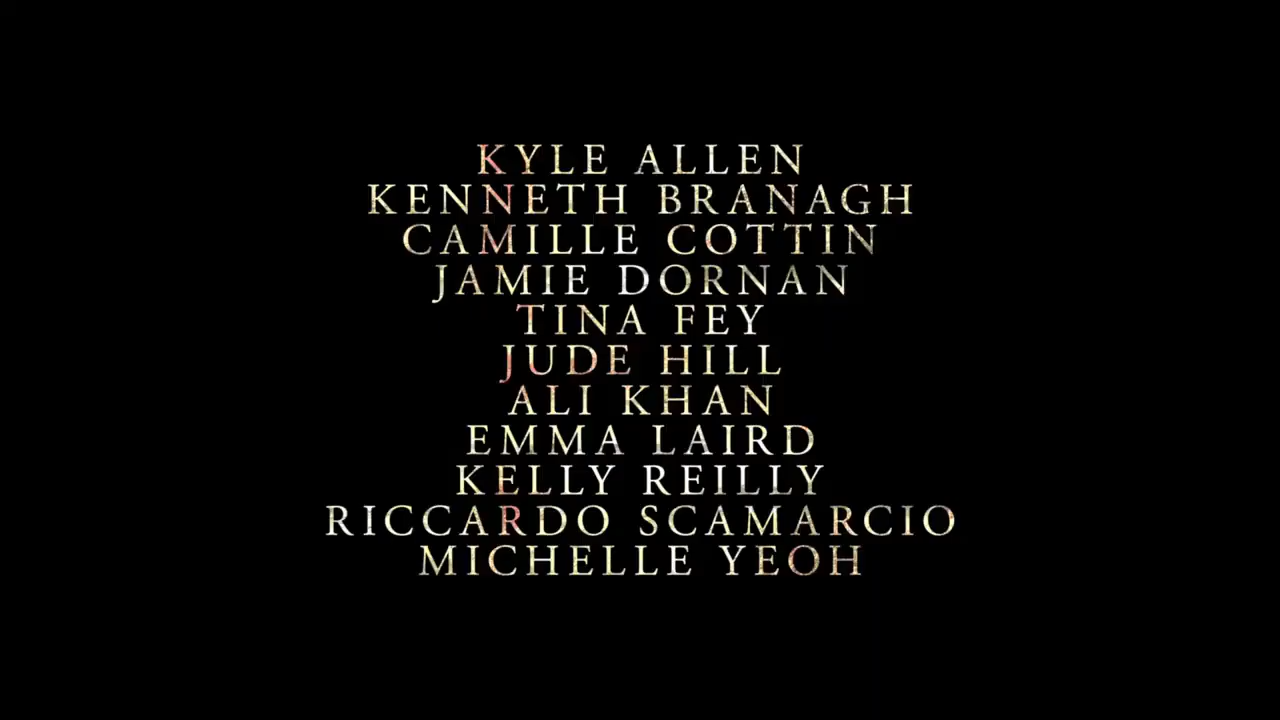 KYLE ALLEN
KENNETH BRANAGH
CAMILLE COTTIN
JAMIE DORNAN
TINA FEY
JUDE HILL
ALI KHAN
EMMA LAIRD
KELLY REILLY
RICCARDO SCAMARCIO
MICHELLE YEOH